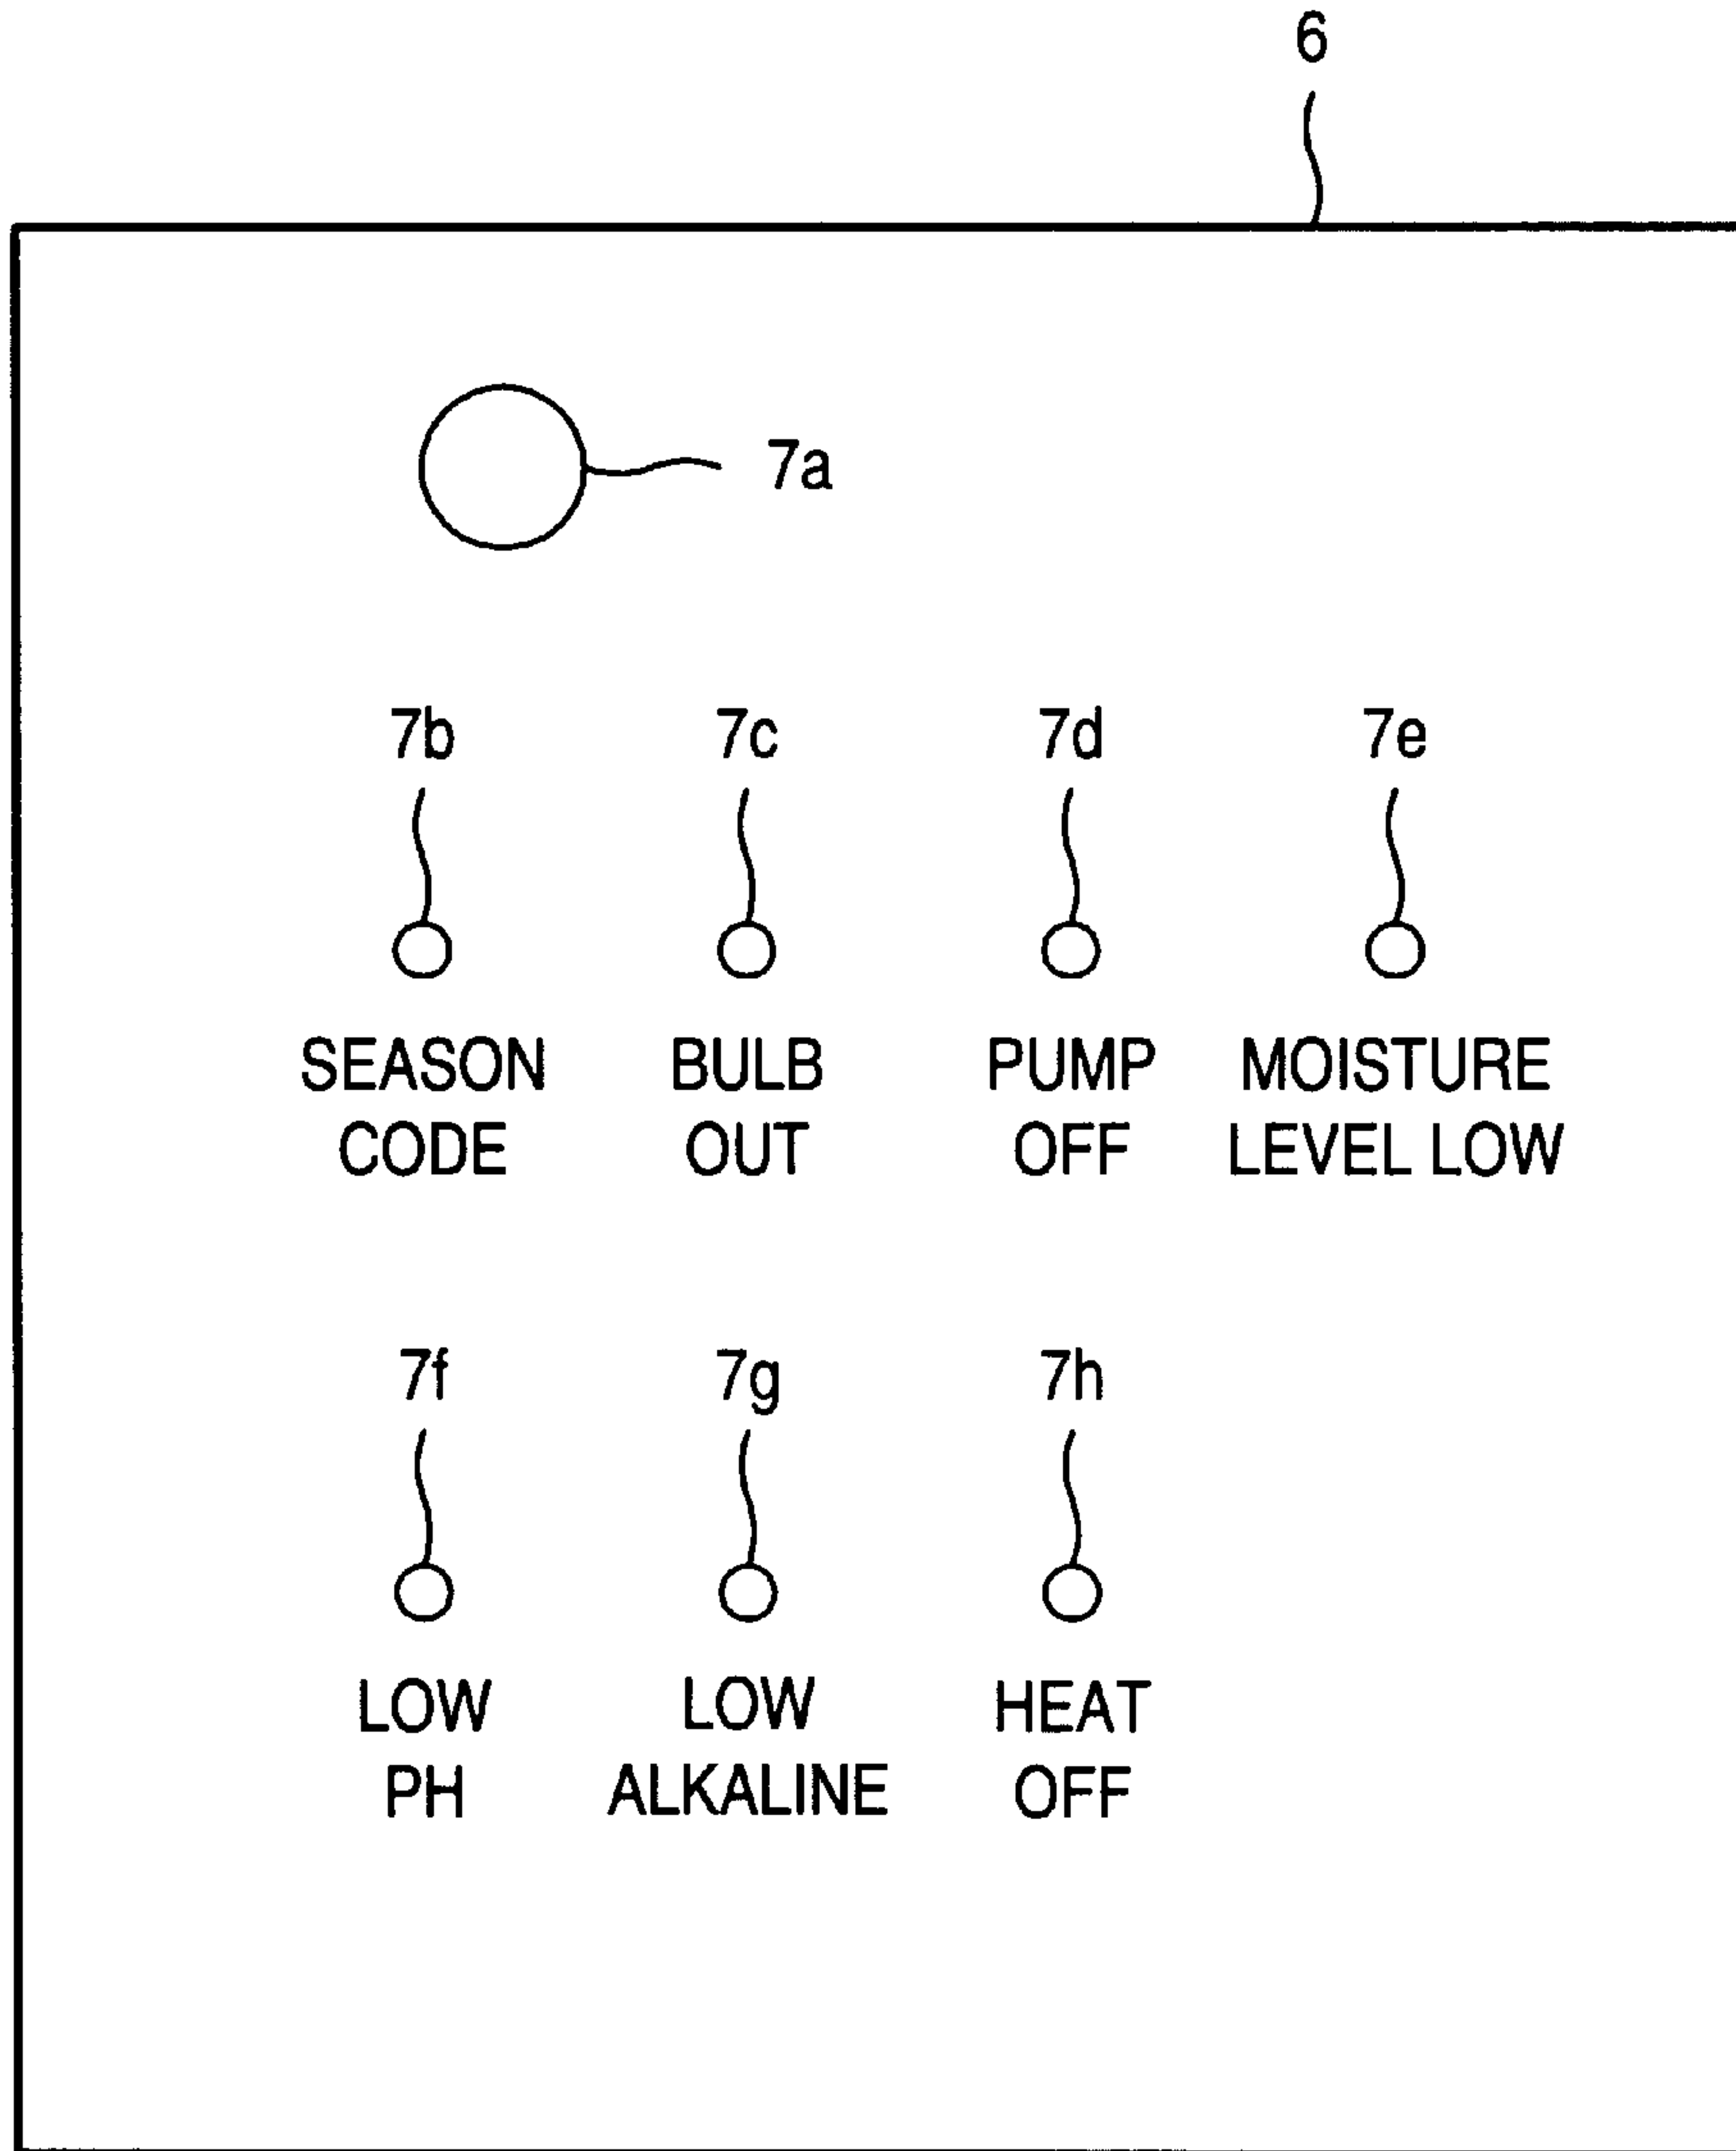 6
7a
7b 7c 7d 7e
SEASON BULB PUMP MOISTURE
CODE OUT OFF LEVEL LOW
7f 7g 7h
LOW LOW HEAT
PH ALKALINE OFF